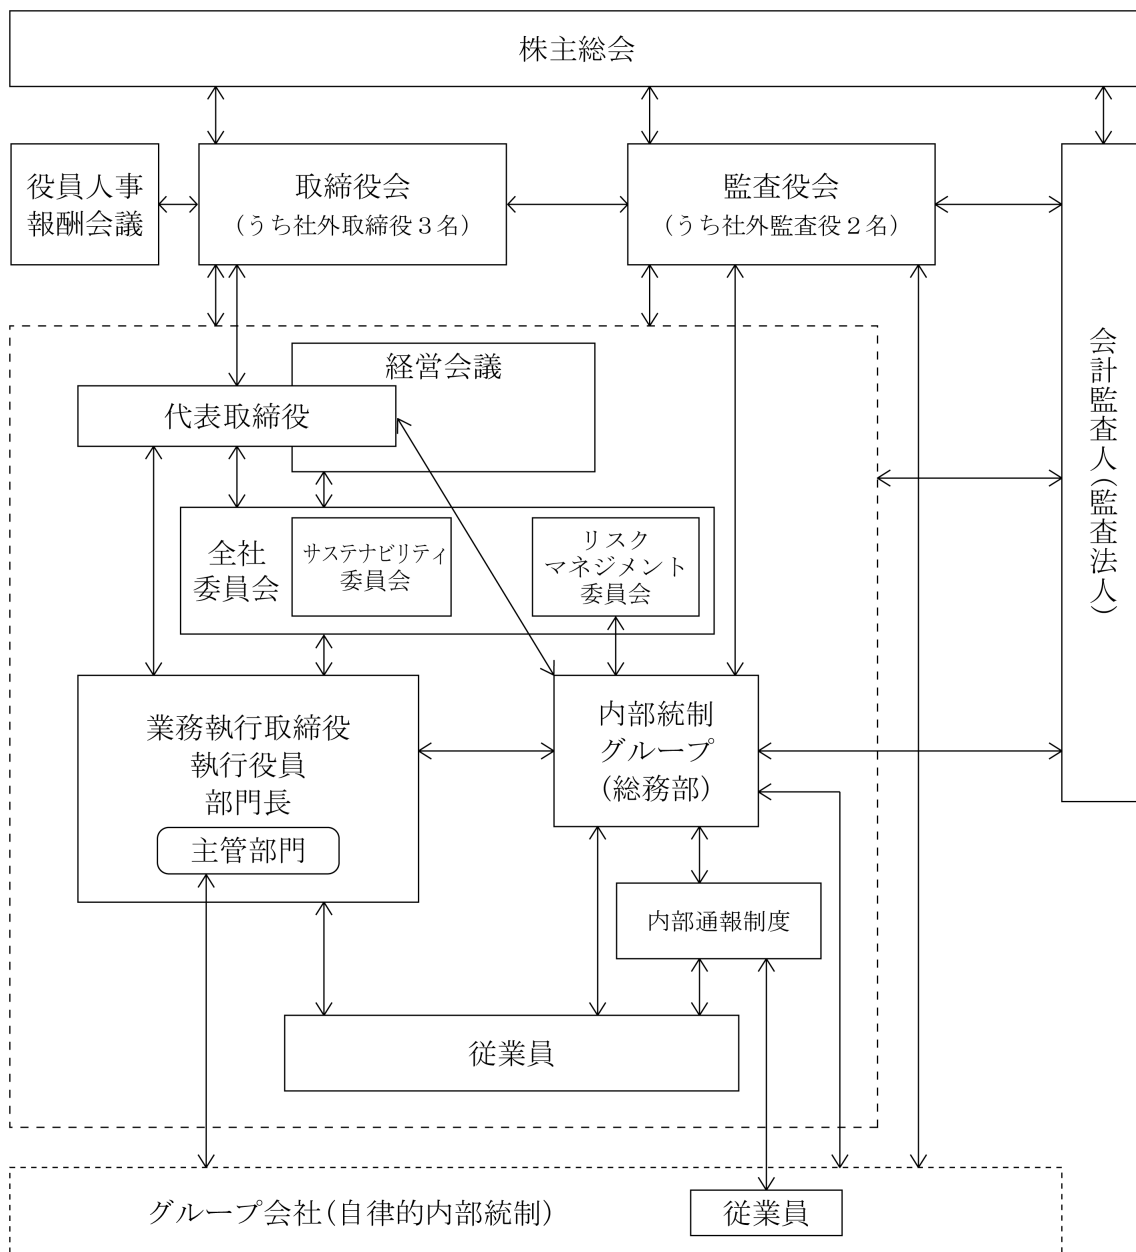 株主総会
役員人事
報酬会議
取締役会
（うち社外取締役３名）
監査役会
（うち社外監査役２名）
会計監査人（監査法人）
経営会議
代表取締役
全社
委員会
サステナビリティ
委員会
リスク
マネジメント
委員会
業務執行取締役
執行役員
部門長
主管部門
内部統制
グループ
（総務部）
内部通報制度
従業員
グループ会社（自律的内部統制）
従業員